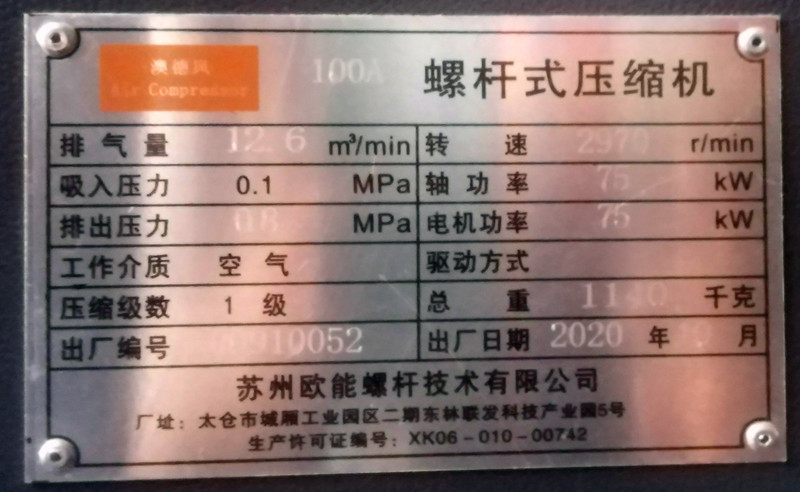 澳德风
Air Compressor
100A 螺杆式压缩机
排气量 12.6 m³/min 转速 2970 r/min
吸入压力 0.1 MPa 轴功率 75 kW
排出压力 0.8 MPa 电机功率 75 kW
工作介质 空气 驱动方式
压缩级数 1 级 总重 1140 千克
出厂编号 出厂日期 2020 年 月
苏州欧能螺杆技术有限公司
厂址：太仓市城厢工业园区二期东林联发科技产业园5号
生产许可证编号：XK06-010-00742